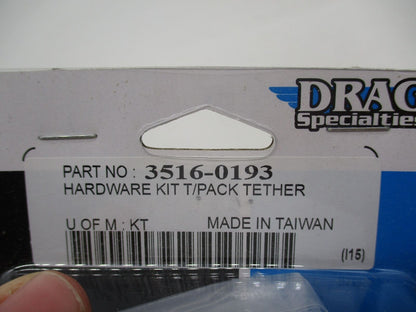 DRAG
Specialties
PART NO : 3516-0193
HARDWARE KIT T/PACK TETHER
U OF M : KT MADE IN TAIWAN
(I15)